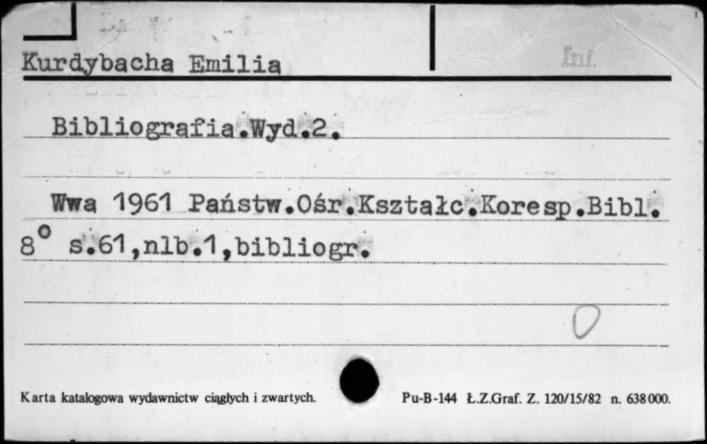 Inf.
Kurdybacha Emilia
Bibliografia.Wyd.2.
Wwa 1961 Państw.Ośr.Kształc.Koresp.Bibl.
8° s.61,nlb.1,bibliogr.
Karta katalogowa wydawnictw ciągłych i zwartych. Pu-B-144 Ł.Z.Graf. Z. 120/15/82 n. 638000.